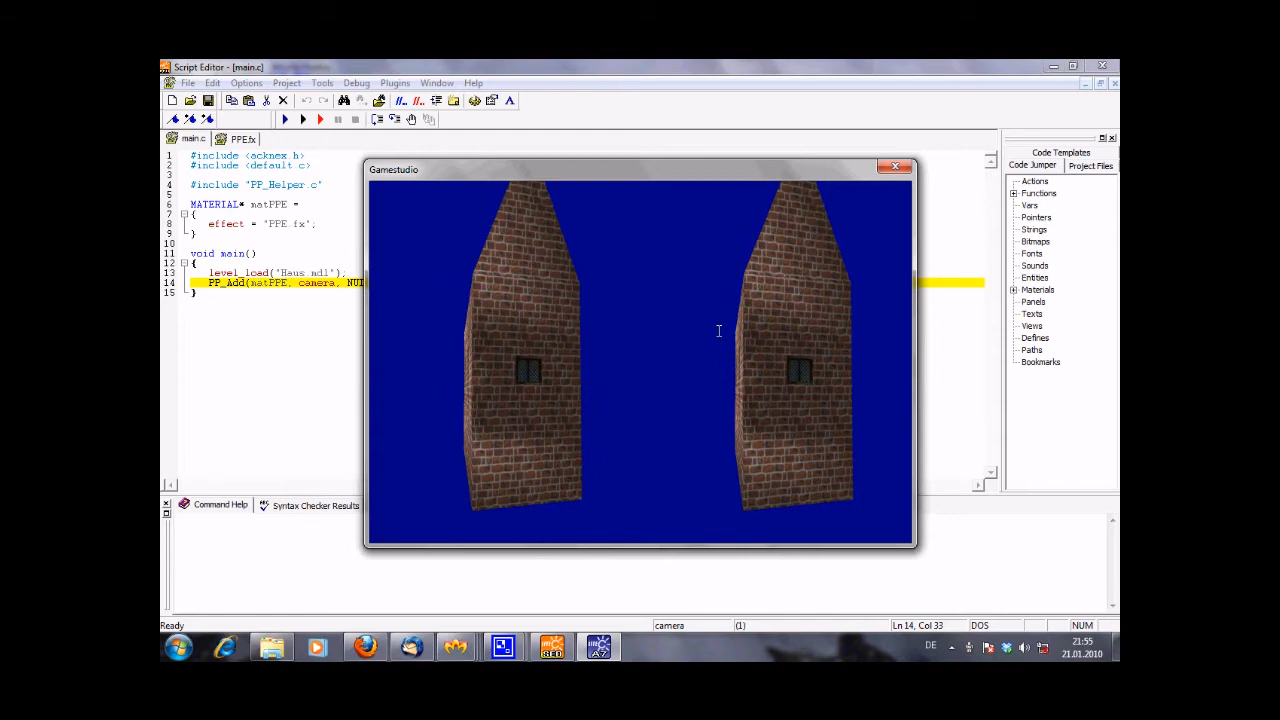 Script Editor - [main.c]
File Edit Options Project Tools Debug Plugins Window Help
main.c PPE.fx
1 #include <acknex.h>
2 #include <default.c>
3
4 #include "PP_Helper.c"
5
6 MATERIAL* matPPE =
7 {
8 effect = "PPE.fx";
9 }
10
11 void main()
12 {
13 level_load("Haus.mdl");
14 PP_Add(matPPE, camera, NUL
15 }
Gamestudio
Code Templates
Code Jumper Project Files
Actions
Functions
Vars
Pointers
Strings
Bitmaps
Fonts
Sounds
Entities
Materials
Panels
Texts
Views
Defines
Paths
Bookmarks
Command Help Syntax Checker Results
Ready camera (1) Ln 14, Col 33 DOS NUM
SED A7 DE 21:55
21.01.2010